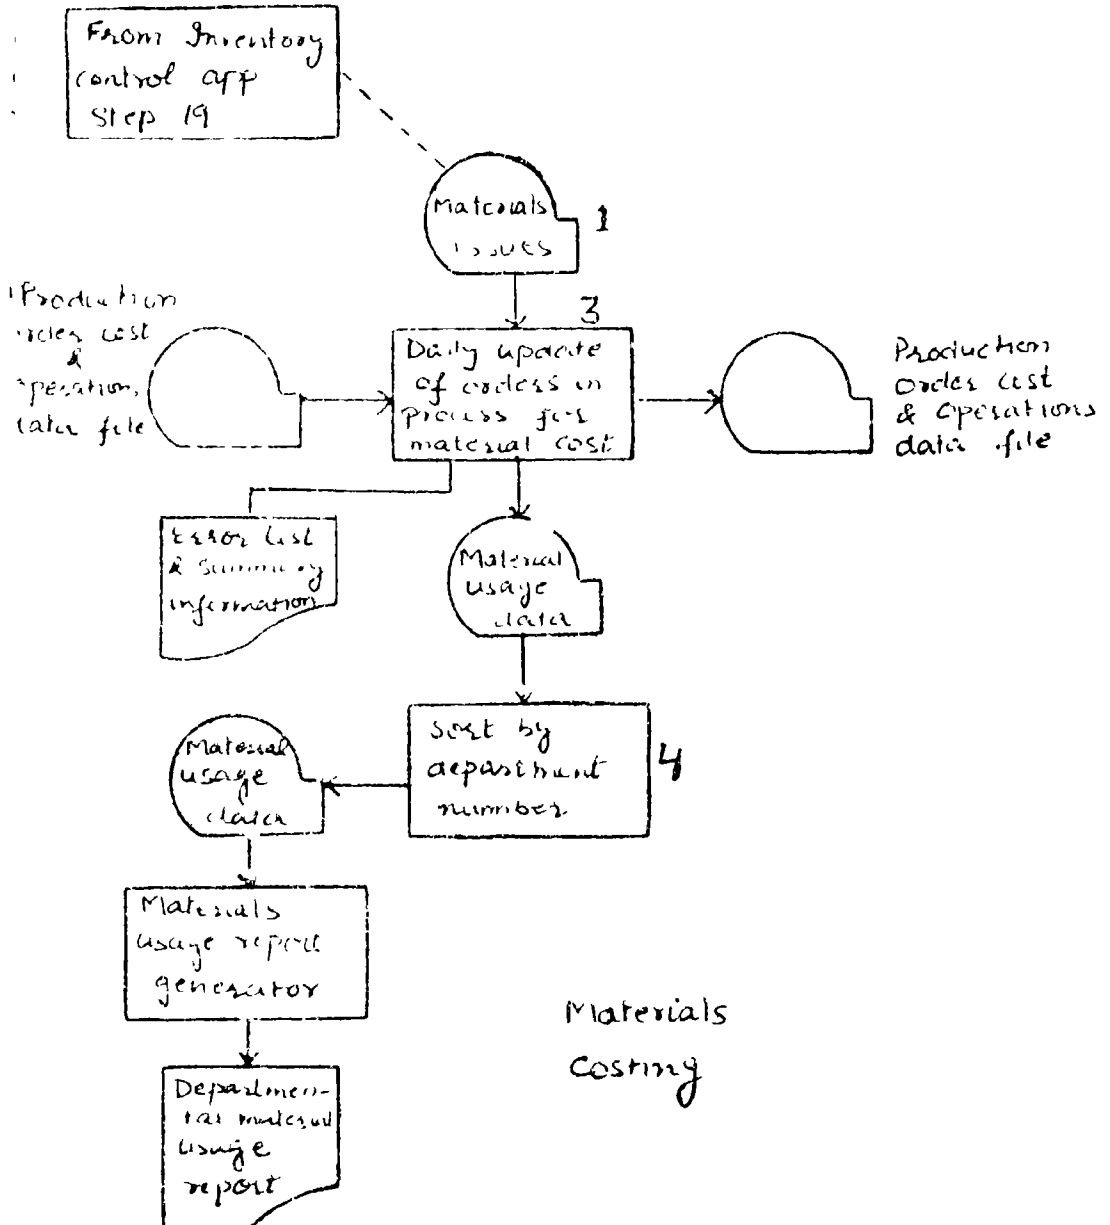 From Inventory
control app
Step 19
Materials
issues
1
Production
order cost
&
operation,
data file
3
Daily update
of orders in
process for
material cost
Production
order cost
& operations
data file
Error list
& summary
information
Material
usage
data
Sort by
department
number
4
Material
usage
data
Materials
usage report
generator
Materials
Costing
Departmen-
tal material
usage
report